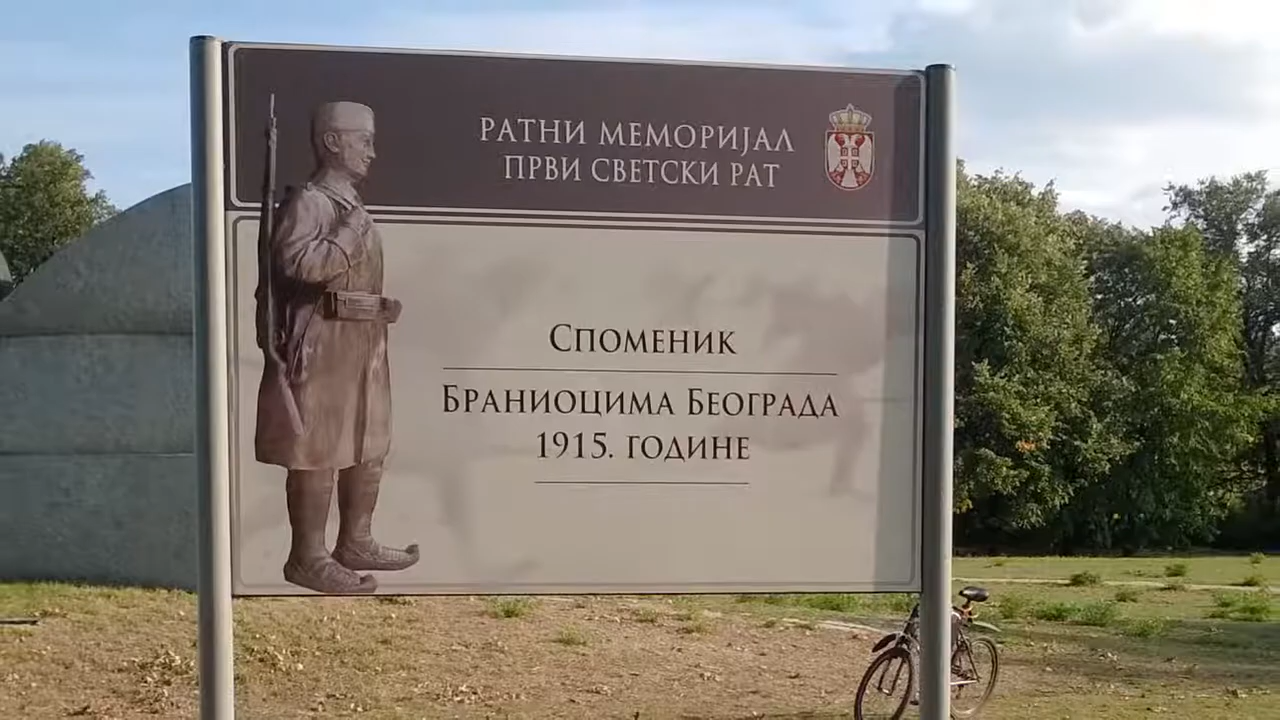 РАТНИ МЕМОРИЈАЛ
ПРВИ СВЕТСКИ РАТ
СПОМЕНИК
БРАНИОЦИМА БЕОГРАДА
1915. ГОДИНЕ